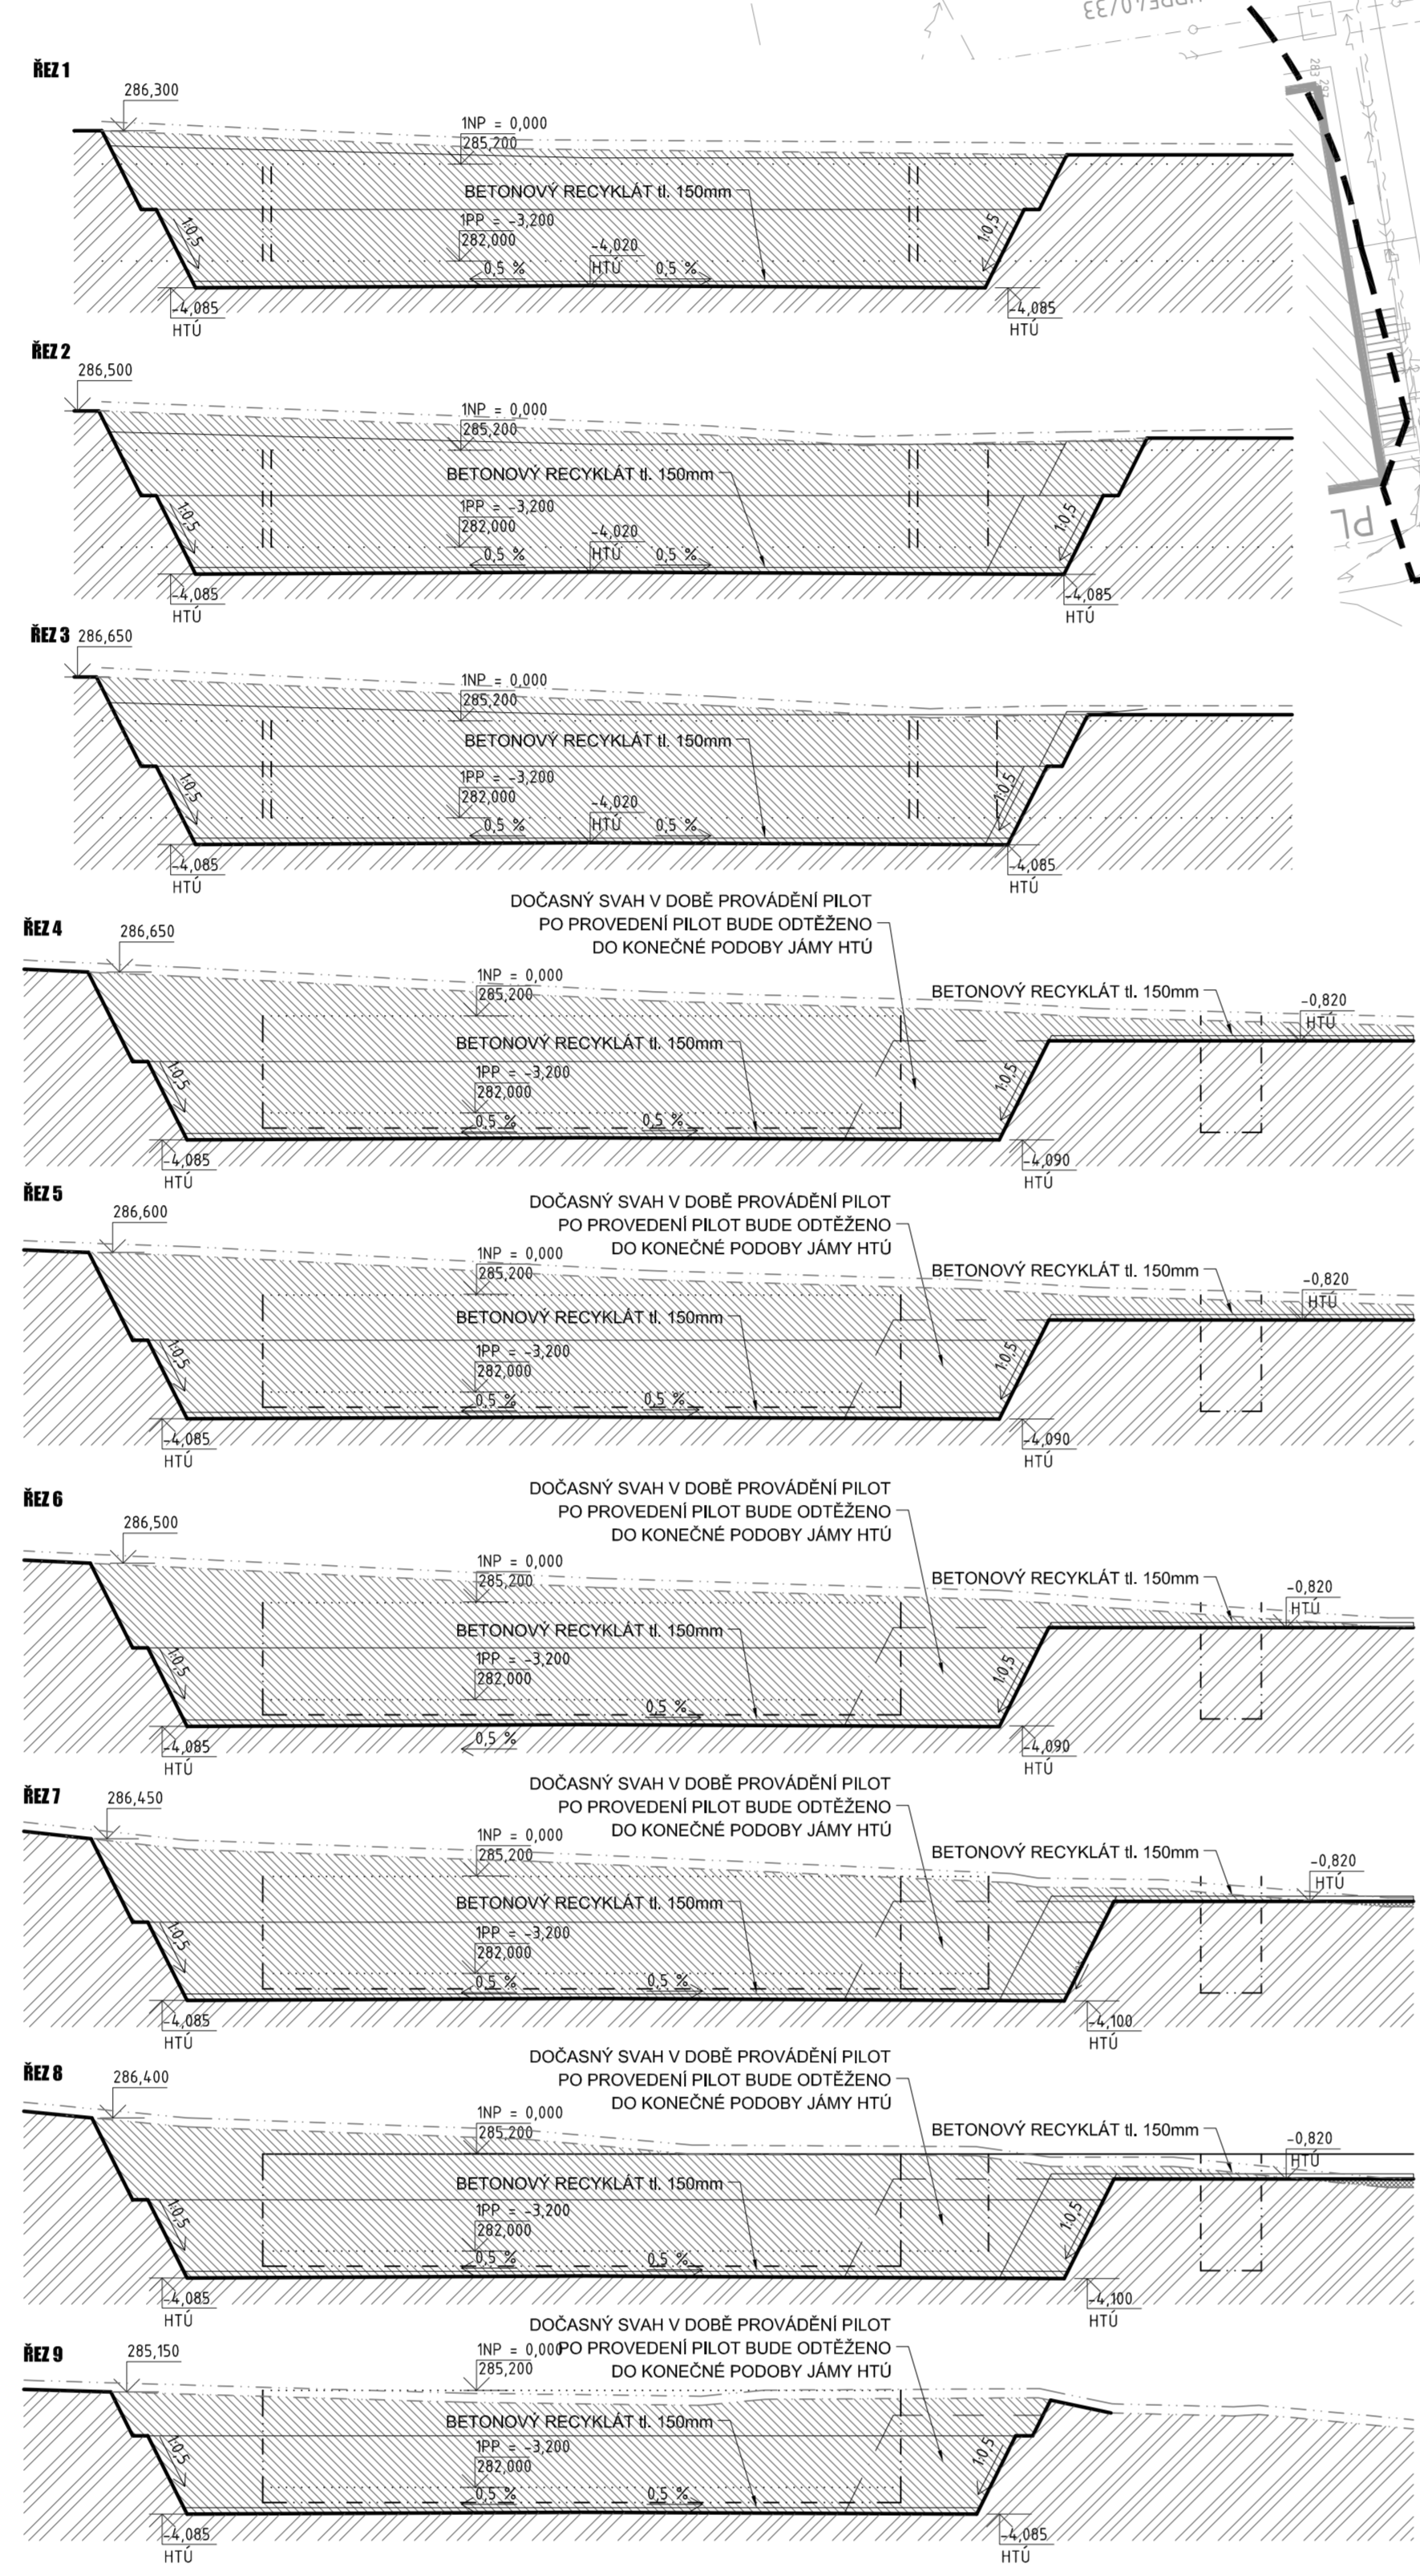 ŘEZ 1
286,300
1NP = 0,000
285,200
BETONOVÝ RECYKLÁT tl. 150mm
1:0,5
1PP = -3,200
282,000
-4,020
HTÚ
0,5 %
0,5 %
1:0,5
-4,085
HTÚ
-4,085
HTÚ
283
PL
ŘEZ 2
286,500
1NP = 0,000
285,200
BETONOVÝ RECYKLÁT tl. 150mm
1:0,5
1PP = -3,200
282,000
-4,020
HTÚ
0,5 %
0,5 %
1:0,5
-4,085
HTÚ
-4,085
HTÚ
ŘEZ 3
286,650
1NP = 0,000
285,200
BETONOVÝ RECYKLÁT tl. 150mm
1:0,5
1PP = -3,200
282,000
-4,020
HTÚ
0,5 %
0,5 %
1:0,5
-4,085
HTÚ
-4,085
HTÚ
DOČASNÝ SVAH V DOBĚ PROVÁDĚNÍ PILOT
PO PROVEDENÍ PILOT BUDE ODTĚŽENO
DO KONEČNÉ PODOBY JÁMY HTÚ
ŘEZ 4
286,650
1NP = 0,000
285,200
BETONOVÝ RECYKLÁT tl. 150mm
-0,820
HTÚ
BETONOVÝ RECYKLÁT tl. 150mm
1:0,5
1PP = -3,200
282,000
0,5 %
0,5 %
1:0,5
-4,085
HTÚ
-4,090
HTÚ
ŘEZ 5
DOČASNÝ SVAH V DOBĚ PROVÁDĚNÍ PILOT
PO PROVEDENÍ PILOT BUDE ODTĚŽENO
DO KONEČNÉ PODOBY JÁMY HTÚ
286,600
1NP = 0,000
285,200
BETONOVÝ RECYKLÁT tl. 150mm
-0,820
HTÚ
BETONOVÝ RECYKLÁT tl. 150mm
1:0,5
1PP = -3,200
282,000
0,5 %
0,5 %
1:0,5
-4,085
HTÚ
-4,090
HTÚ
ŘEZ 6
DOČASNÝ SVAH V DOBĚ PROVÁDĚNÍ PILOT
PO PROVEDENÍ PILOT BUDE ODTĚŽENO
DO KONEČNÉ PODOBY JÁMY HTÚ
286,500
1NP = 0,000
285,200
BETONOVÝ RECYKLÁT tl. 150mm
-0,820
HTÚ
BETONOVÝ RECYKLÁT tl. 150mm
1:0,5
1PP = -3,200
282,000
0,5 %
0,5 %
1:0,5
-4,085
HTÚ
-4,090
HTÚ
ŘEZ 7
DOČASNÝ SVAH V DOBĚ PROVÁDĚNÍ PILOT
PO PROVEDENÍ PILOT BUDE ODTĚŽENO
DO KONEČNÉ PODOBY JÁMY HTÚ
286,450
1NP = 0,000
285,200
BETONOVÝ RECYKLÁT tl. 150mm
-0,820
HTÚ
BETONOVÝ RECYKLÁT tl. 150mm
1:0,5
1PP = -3,200
282,000
0,5 %
0,5 %
-4,085
HTÚ
-4,100
HTÚ
ŘEZ 8
DOČASNÝ SVAH V DOBĚ PROVÁDĚNÍ PILOT
PO PROVEDENÍ PILOT BUDE ODTĚŽENO
DO KONEČNÉ PODOBY JÁMY HTÚ
286,400
1NP = 0,000
285,200
BETONOVÝ RECYKLÁT tl. 150mm
-0,820
HTÚ
BETONOVÝ RECYKLÁT tl. 150mm
1:0,5
1PP = -3,200
282,000
0,5 %
0,5 %
1:0,5
-4,085
HTÚ
-4,100
HTÚ
ŘEZ 9
DOČASNÝ SVAH V DOBĚ PROVÁDĚNÍ PILOT
PO PROVEDENÍ PILOT BUDE ODTĚŽENO
DO KONEČNÉ PODOBY JÁMY HTÚ
285,150
1NP = 0,000
285,200
BETONOVÝ RECYKLÁT tl. 150mm
1:0,5
1PP = -3,200
282,000
0,5 %
0,5 %
1:0,5
-4,085
HTÚ
-4,085
HTÚ